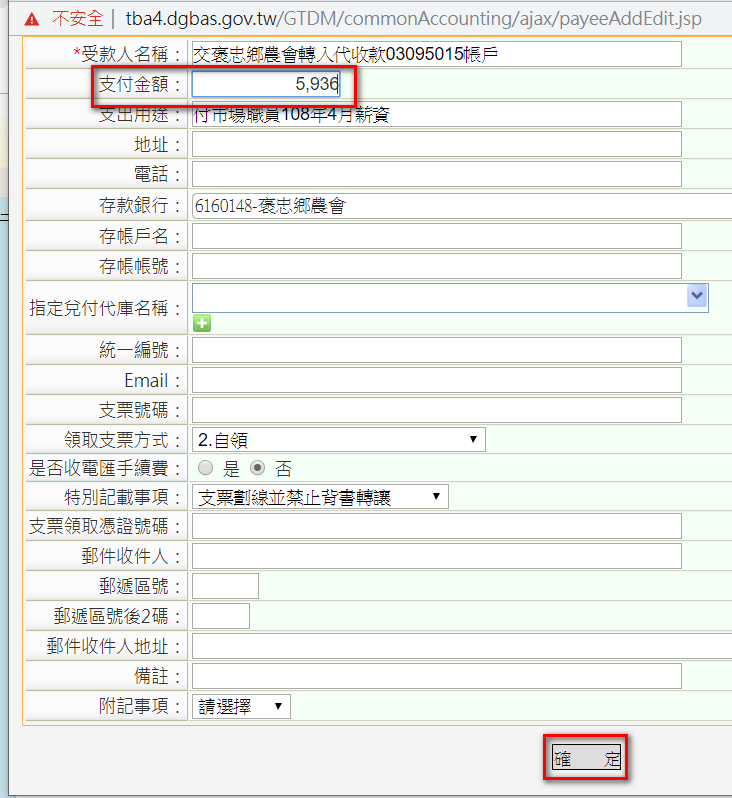 不安全 | tba4.dgbas.gov.tw/GTDM/commonAccounting/ajax/payeeAddEdit.jsp
*受款人名稱： 交褒忠鄉農會轉入代收款03095015帳戶
支付金額： 5,936
支出用途： 付市場職員108年4月薪資
地址：
電話：
存款銀行： 6160148-褒忠鄉農會
存帳戶名：
存帳帳號：
指定兌付代庫名稱：
統一編號：
Email：
支票號碼：
領取支票方式： 2.自領
是否收電匯手續費： 是 否
特別記載事項： 支票劃線並禁止背書轉讓
支票領取憑證號碼：
郵件收件人：
郵遞區號：
郵遞區號後2碼：
郵件收件人地址：
備註：
附記事項： 請選擇
確 定